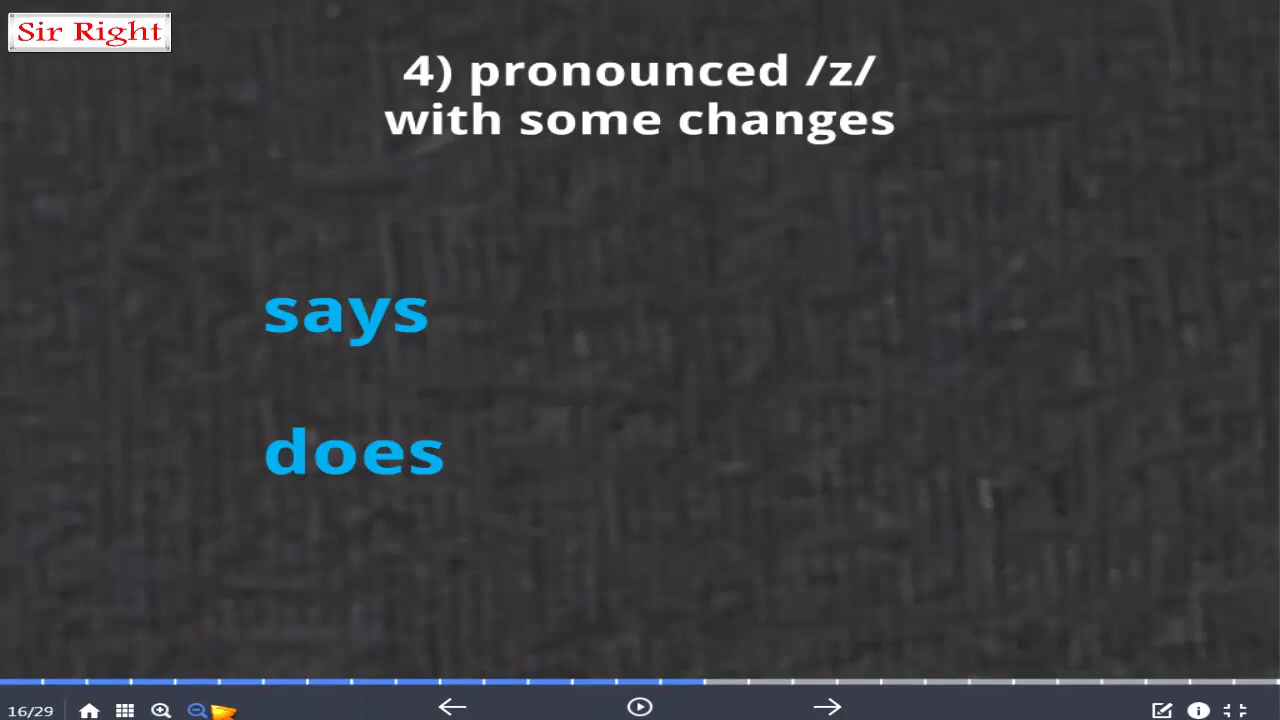 Sir Right
4) pronounced /z/
with some changes
says
does
16/29